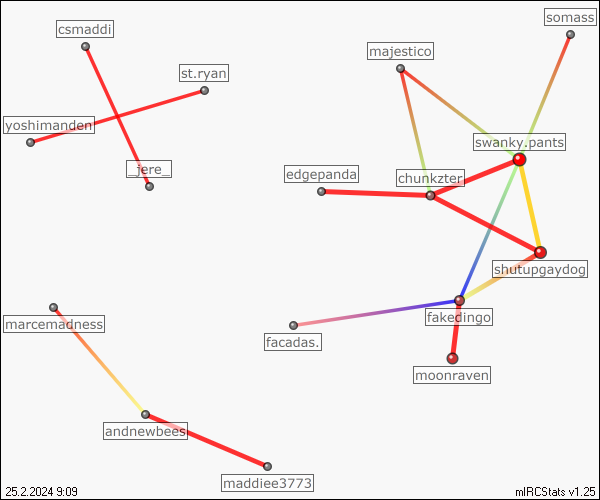 somass
csmaddi
majestico
st.ryan
yoshimanden
swanky.pants
_jere_
edgepanda
chunkzter
shutupgaydog
marcemadness
fakedingo
facadas.
moonraven
andnewbees
maddiee3773
25.2.2024 9:09
mIRCStats v1.25